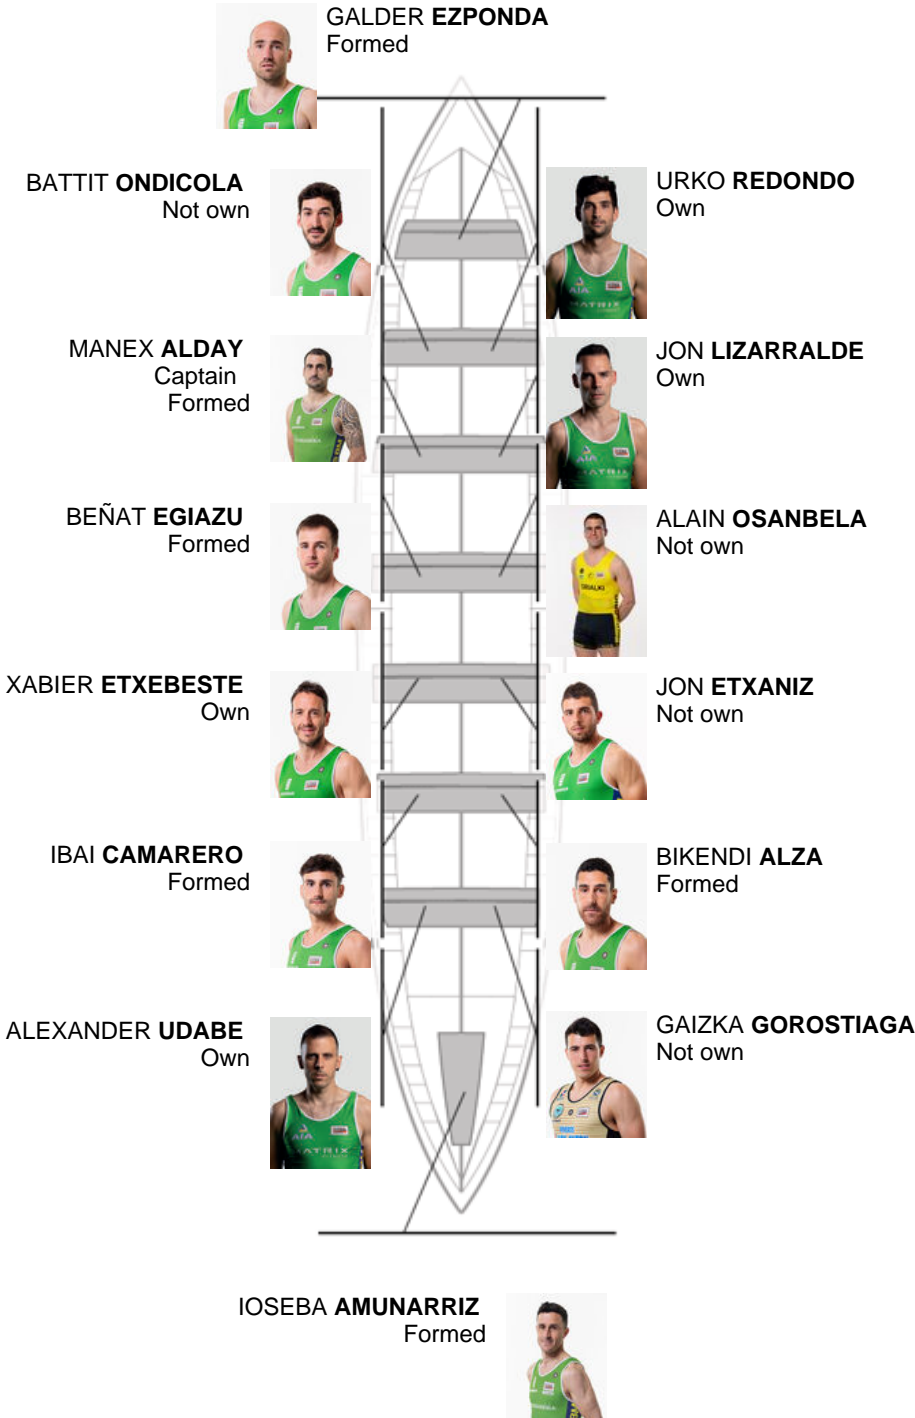 GALDER EZPONDA
Formed
BATTIT ONDICOLA
Not own
URKO REDONDO
Own
MANEX ALDAY
Captain
Formed
JON LIZARRALDE
Own
BEÑAT EGIAZU
Formed
ALAIN OSANBELA
Not own
XABIER ETXEBESTE
Own
JON ETXANIZ
Not own
IBAI CAMARERO
Formed
BIKENDI ALZA
Formed
ALEXANDER UDABE
Own
GAIZKA GOROSTIAGA
Not own
IOSEBA AMUNARRIZ
Formed